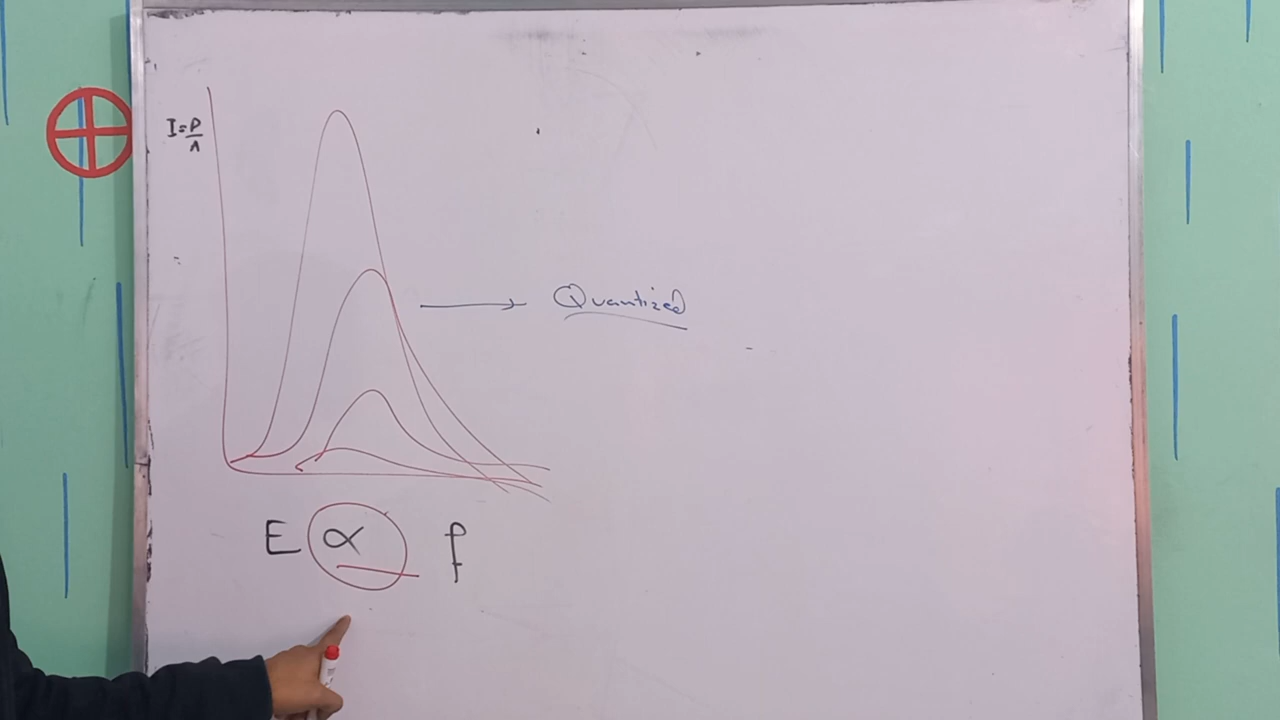 I=P/A
Quantized
E ∝ f